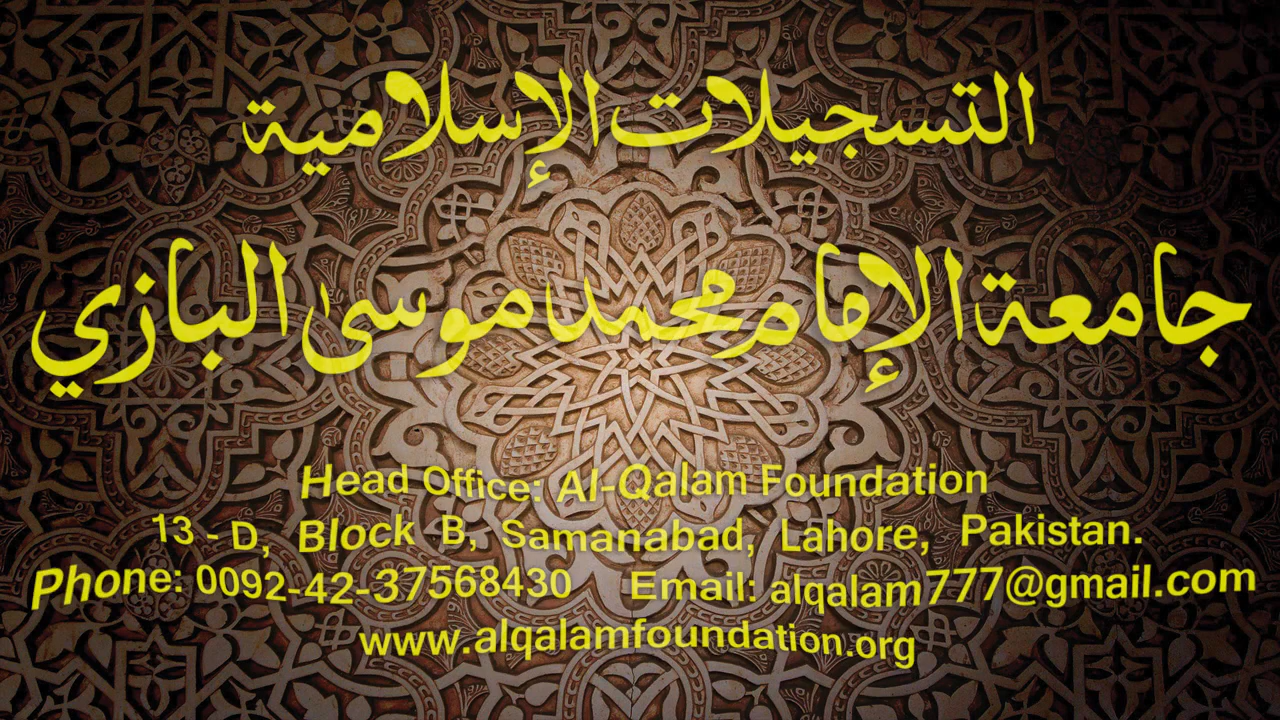 التسجيلات الإسلامية
جامعة الإمام محمد موسى البازي
Head Office: Al-Qalam Foundation
13 - D, Block B, Samanabad, Lahore, Pakistan.
Phone: 0092-42-37568430 Email: alqalam777@gmail.com
www.alqalamfoundation.org